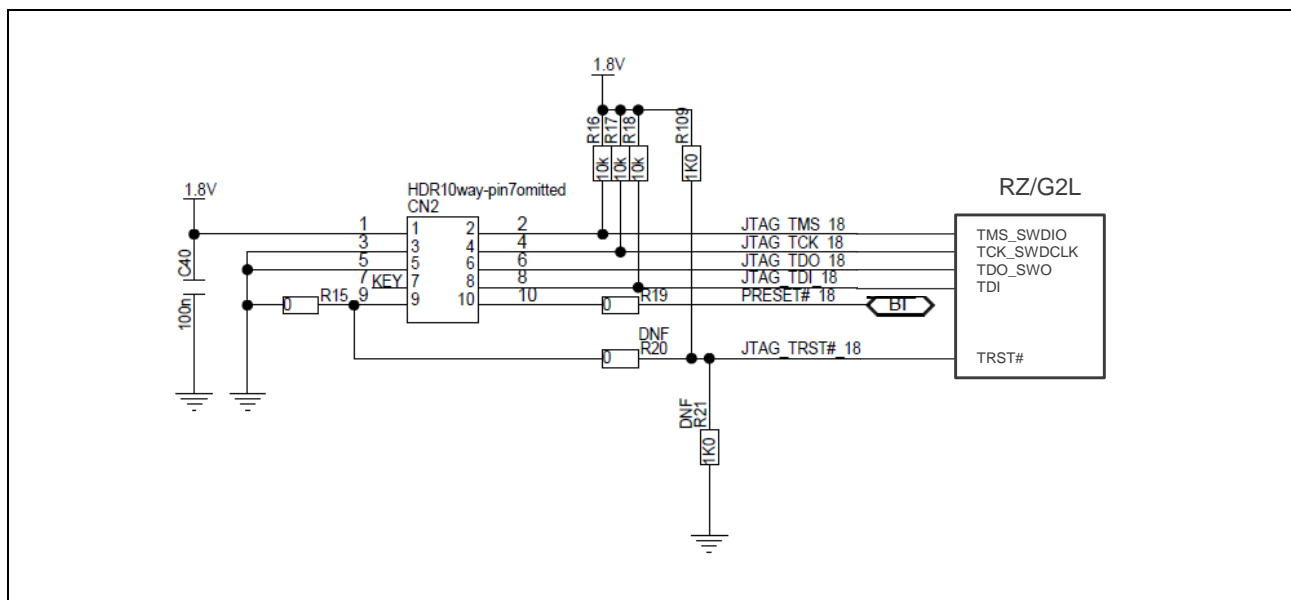 1.8V
R16
R17
R18
R109
10k
10k
10k
1K0
RZ/G2L
1.8V
HDR10way-pin7omitted
CN2
1 1 2 2 JTAG_TMS_18 TMS_SWDIO
3 3 4 4 JTAG_TCK_18 TCK_SWDCLK
5 5 6 6 JTAG_TDO_18 TDO_SWO
7 KEY 7 8 8 JTAG_TDI_18 TDI
0 R15 9 9 10 10 0 R19 PRESET#_18 BT
C40
100n
DNF
0 R20 JTAG_TRST#_18 TRST#
DNF
R21
1K0